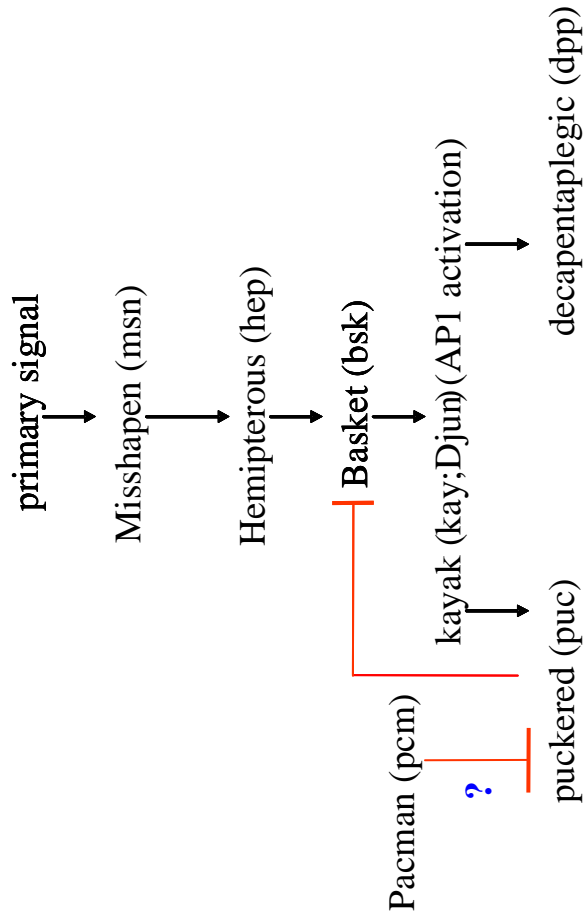 primary signal
Misshapen (msn)
Hemipterous (hep)
Basket (bsk)
kayak (kay;Djun)(AP1 activation)
Pacman (pcm)
?
puckered (puc)
decapentaplegic (dpp)